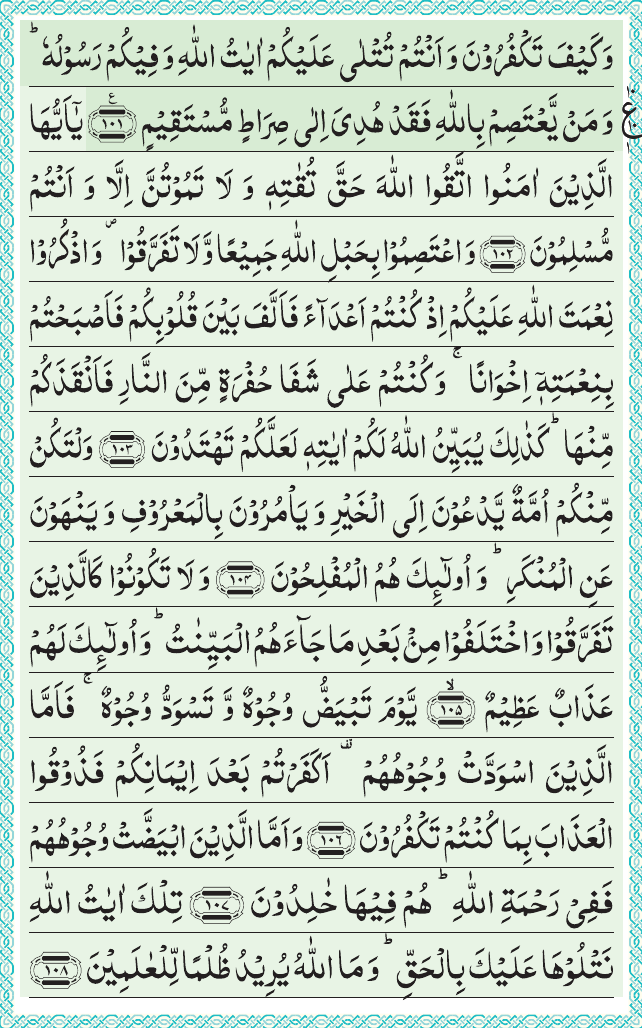 وَكَيْفَ تَكْفُرُوْنَ وَاَنْتُمْ تُتْلٰى عَلَيْكُمْ اٰيٰتُ اللّٰهِ وَفِيْكُمْ رَسُوْلُهٗ ؕ
وَمَنْ يَّعْتَصِمْ بِاللّٰهِ فَقَدْ هُدِىَ اِلٰى صِرَاطٍ مُّسْتَقِيْمٍ ﴿۱۰۱﴾ۧ يٰۤاَيُّهَا
الَّذِيْنَ اٰمَنُوا اتَّقُوا اللّٰهَ حَقَّ تُقٰتِهٖ وَ لَا تَمُوْتُنَّ اِلَّا وَ اَنْتُمْ
مُّسْلِمُوْنَ ﴿۱۰۲﴾ وَاعْتَصِمُوْا بِحَبْلِ اللّٰهِ جَمِيْعًا وَّلَا تَفَرَّقُوْا ۪ وَاذْكُرُوْا
نِعْمَتَ اللّٰهِ عَلَيْكُمْ اِذْ كُنْتُمْ اَعْدَآءً فَاَلَّفَ بَيْنَ قُلُوْبِكُمْ فَاَصْبَحْتُمْ
بِنِعْمَتِهٖۤ اِخْوَانًا ۚ وَكُنْتُمْ عَلٰى شَفَا حُفْرَةٍ مِّنَ النَّارِ فَاَنْقَذَكُمْ
مِّنْهَا ؕ كَذٰلِكَ يُبَيِّنُ اللّٰهُ لَكُمْ اٰيٰتِهٖ لَعَلَّكُمْ تَهْتَدُوْنَ ﴿۱۰۳﴾ وَلْتَكُنْ
مِّنْكُمْ اُمَّةٌ يَّدْعُوْنَ اِلَى الْخَيْرِ وَ يَاْمُرُوْنَ بِالْمَعْرُوْفِ وَ يَنْهَوْنَ
عَنِ الْمُنْكَرِ ؕ وَ اُولٰٓئِكَ هُمُ الْمُفْلِحُوْنَ ﴿۱۰۴﴾ وَ لَا تَكُوْنُوْا كَالَّذِيْنَ
تَفَرَّقُوْا وَاخْتَلَفُوْا مِنْۢ بَعْدِ مَا جَآءَهُمُ الْبَيِّنٰتُ ؕ وَاُولٰٓئِكَ لَهُمْ
عَذَابٌ عَظِيْمٌ ﴿۱۰۵﴾ۙ يَّوْمَ تَبْيَضُّ وُجُوْهٌ وَّ تَسْوَدُّ وُجُوْهٌ ۚ فَاَمَّا
الَّذِيْنَ اسْوَدَّتْ وُجُوْهُهُمْ ۟ اَكَفَرْتُمْ بَعْدَ اِيْمَانِكُمْ فَذُوْقُوا
الْعَذَابَ بِمَا كُنْتُمْ تَكْفُرُوْنَ ﴿۱۰۶﴾ وَاَمَّا الَّذِيْنَ ابْيَضَّتْ وُجُوْهُهُمْ
فَفِىْ رَحْمَةِ اللّٰهِ ؕ هُمْ فِيْهَا خٰلِدُوْنَ ﴿۱۰۷﴾ تِلْكَ اٰيٰتُ اللّٰهِ
نَتْلُوْهَا عَلَيْكَ بِالْحَقِّ ؕ وَمَا اللّٰهُ يُرِيْدُ ظُلْمًا لِّلْعٰلَمِيْنَ ﴿۱۰۸﴾